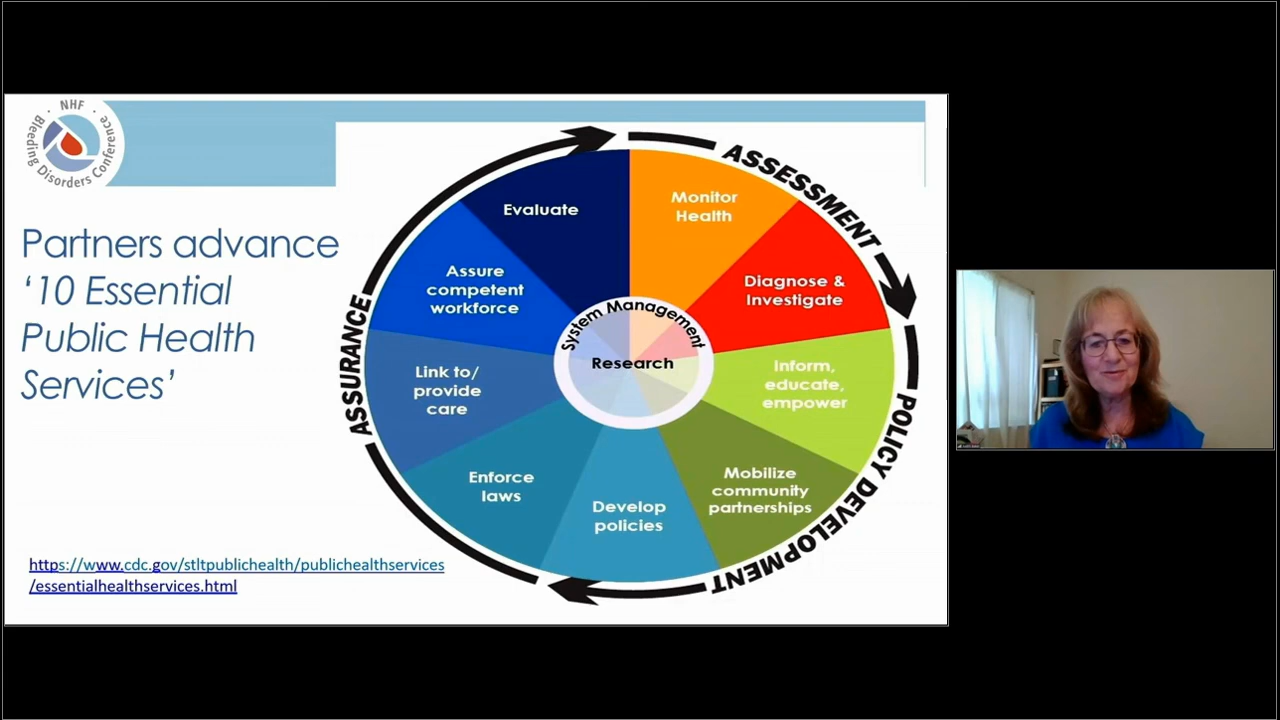 NHF
Bleeding Disorders Conference
Partners advance
‘10 Essential
Public Health
Services’
https://www.cdc.gov/stltpublichealth/publichealthservices
/essentialhealthservices.html
ASSESSMENT
POLICY DEVELOPMENT
ASSURANCE
Monitor
Health
Diagnose &
Investigate
Inform,
educate,
empower
Mobilize
community
partnerships
Develop
policies
Enforce
laws
Link to/
provide
care
Assure
competent
workforce
Evaluate
System Management
Research